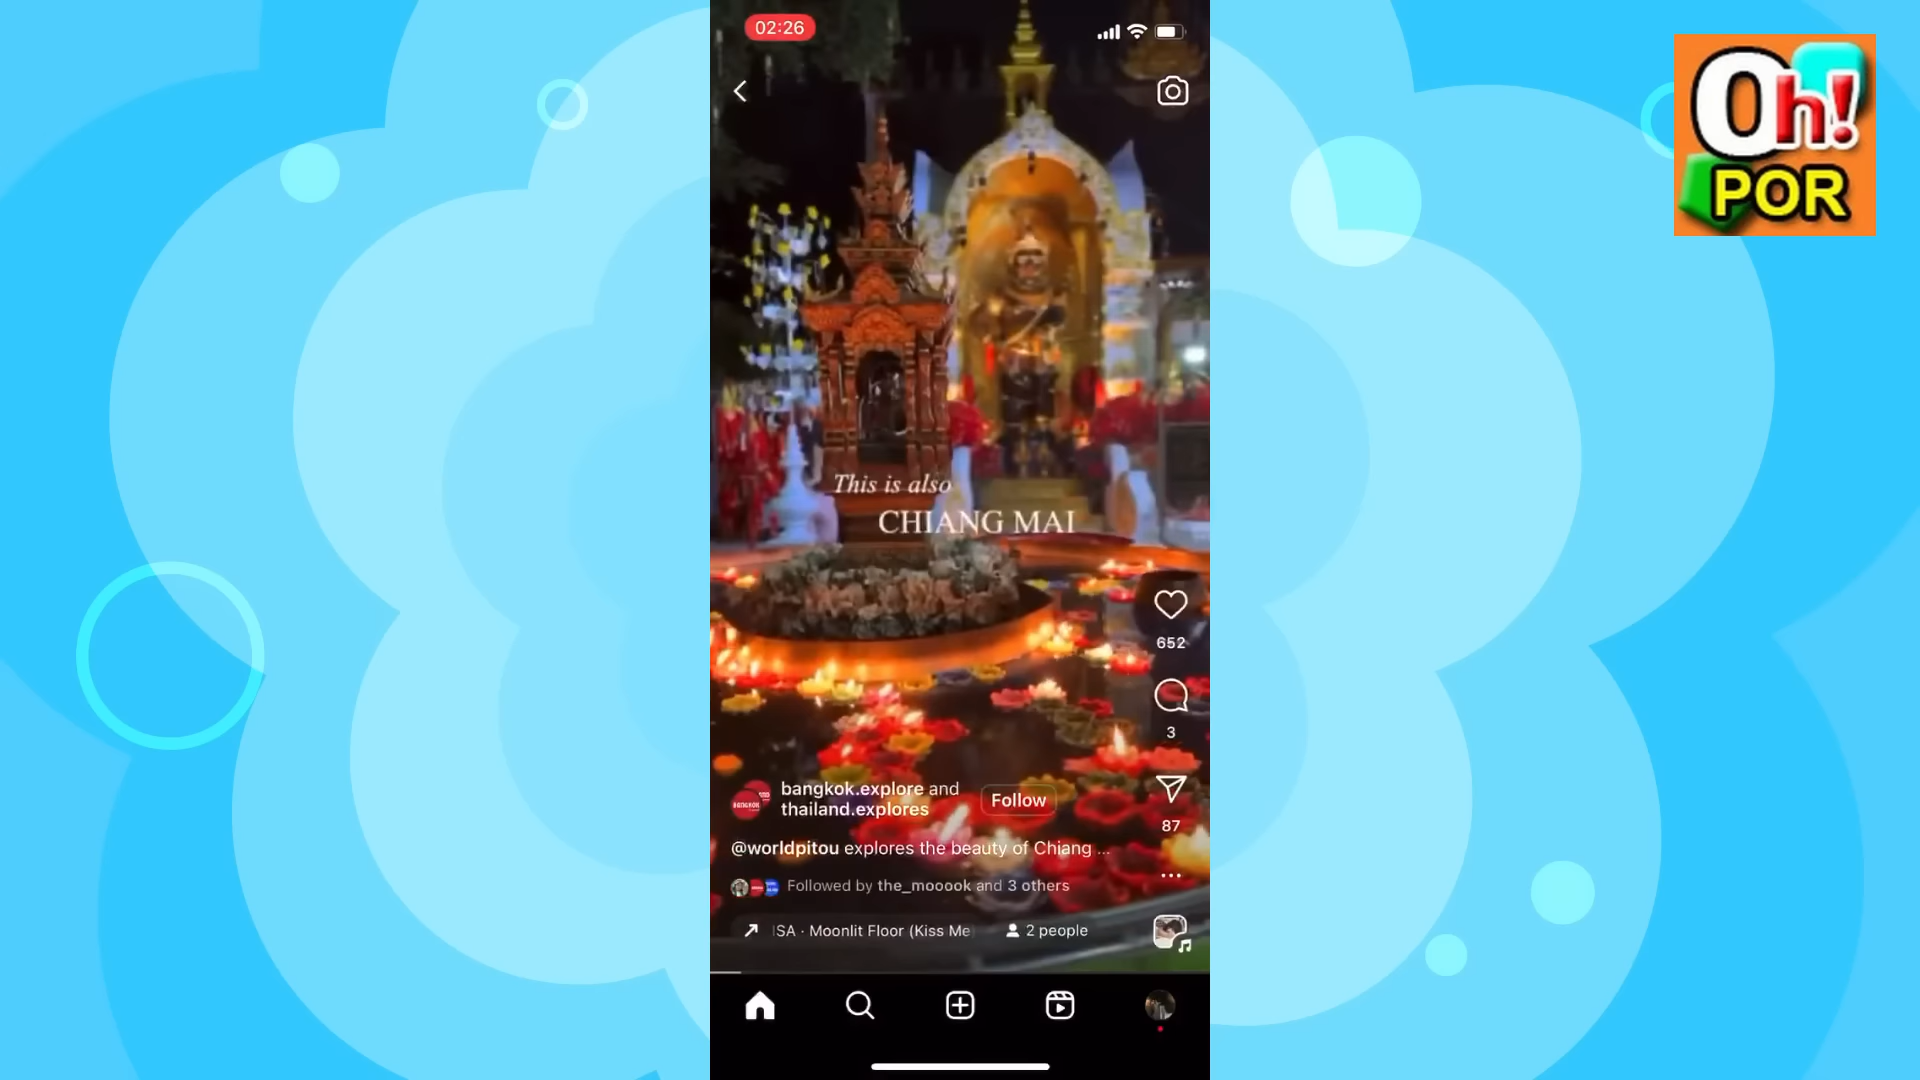 02:26
Oh!
POR
This is also
CHIANG MAI
652
3
bangkok.explore and
thailand.explores
Follow
87
@worldpitou explores the beauty of Chiang ...
Followed by the_mooook and 3 others
SA · Moonlit Floor (Kiss Me
2 people